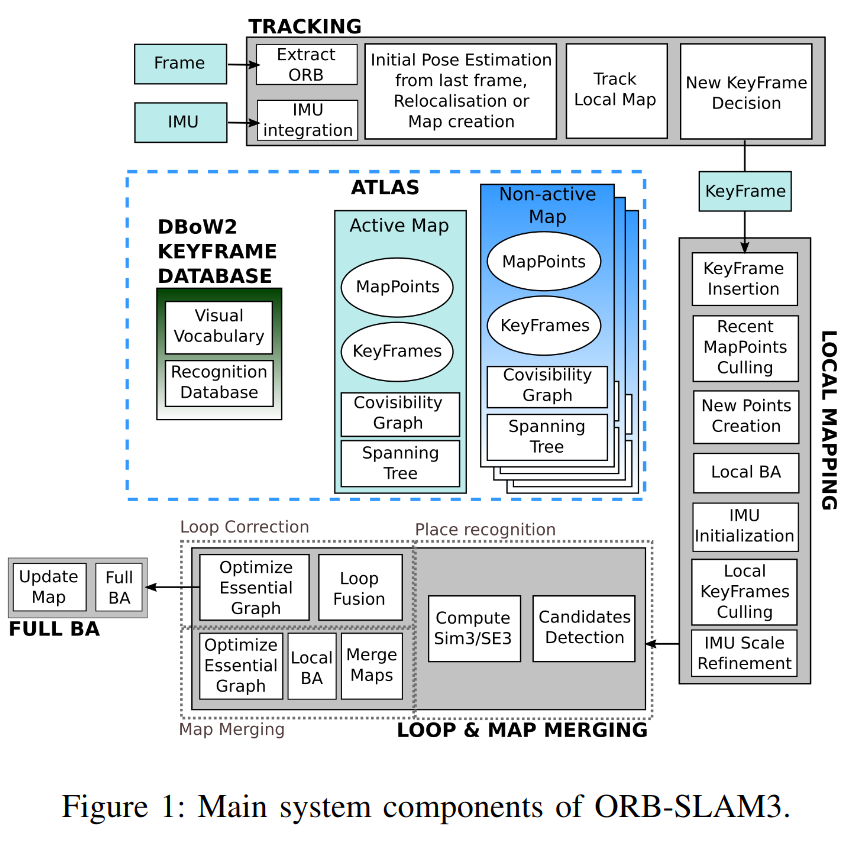 TRACKING
Frame
IMU
Extract
ORB
IMU
integration
Initial Pose Estimation
from last frame,
Relocalisation or
Map creation
Track
Local Map
New KeyFrame
Decision
KeyFrame
ATLAS
DBoW2
KEYFRAME
DATABASE
Visual
Vocabulary
Recognition
Database
Active Map
MapPoints
KeyFrames
Covisibility
Graph
Spanning
Tree
Non-active
Map
MapPoints
KeyFrames
Covisibility
Graph
Spanning
Tree
LOCAL MAPPING
KeyFrame
Insertion
Recent
MapPoints
Culling
New Points
Creation
Local BA
IMU
Initialization
Local
KeyFrames
Culling
IMU Scale
Refinement
Place recognition
Candidates
Detection
Compute
Sim3/SE3
Loop Correction
Optimize
Essential
Graph
Loop
Fusion
Optimize
Essential
Graph
Local
BA
Merge
Maps
Map Merging
LOOP & MAP MERGING
Update
Map
Full
BA
FULL BA
Figure 1: Main system components of ORB-SLAM3.